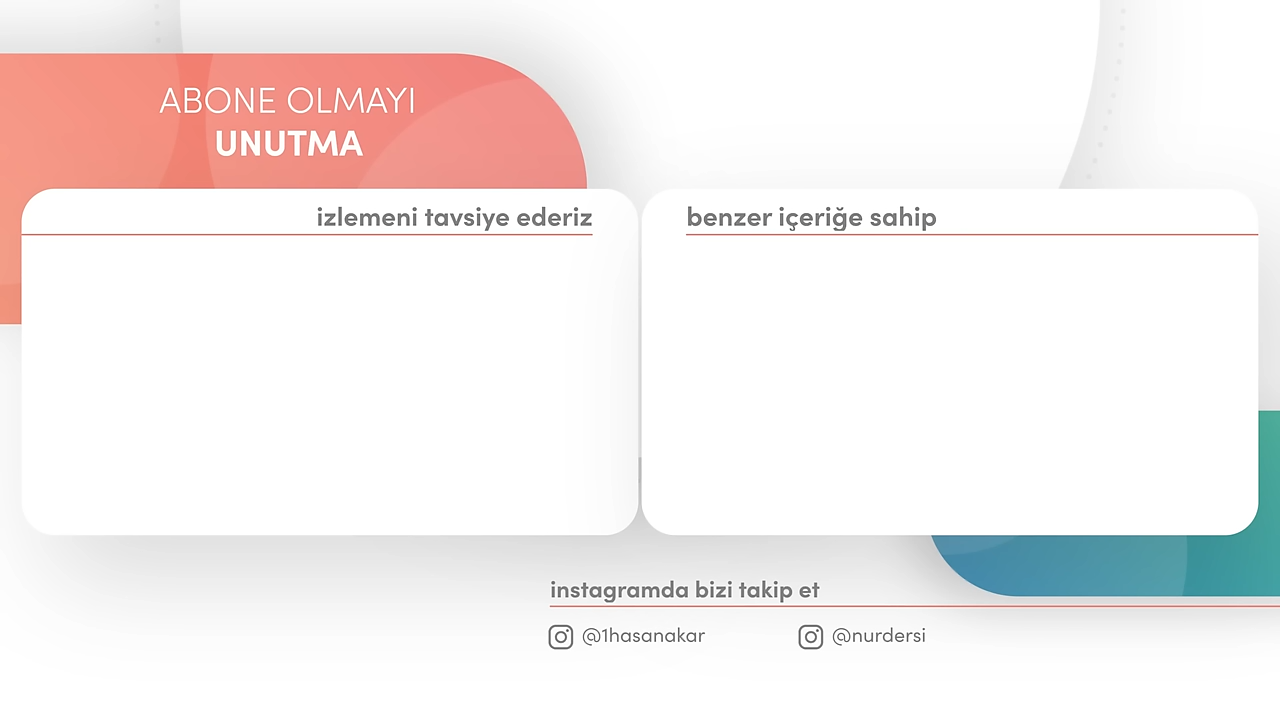 ABONE OLMAYI
UNUTMA
izlemeni tavsiye ederiz
benzer içeriğe sahip
instagramda bizi takip et
@1hasanakar
@nurdersi